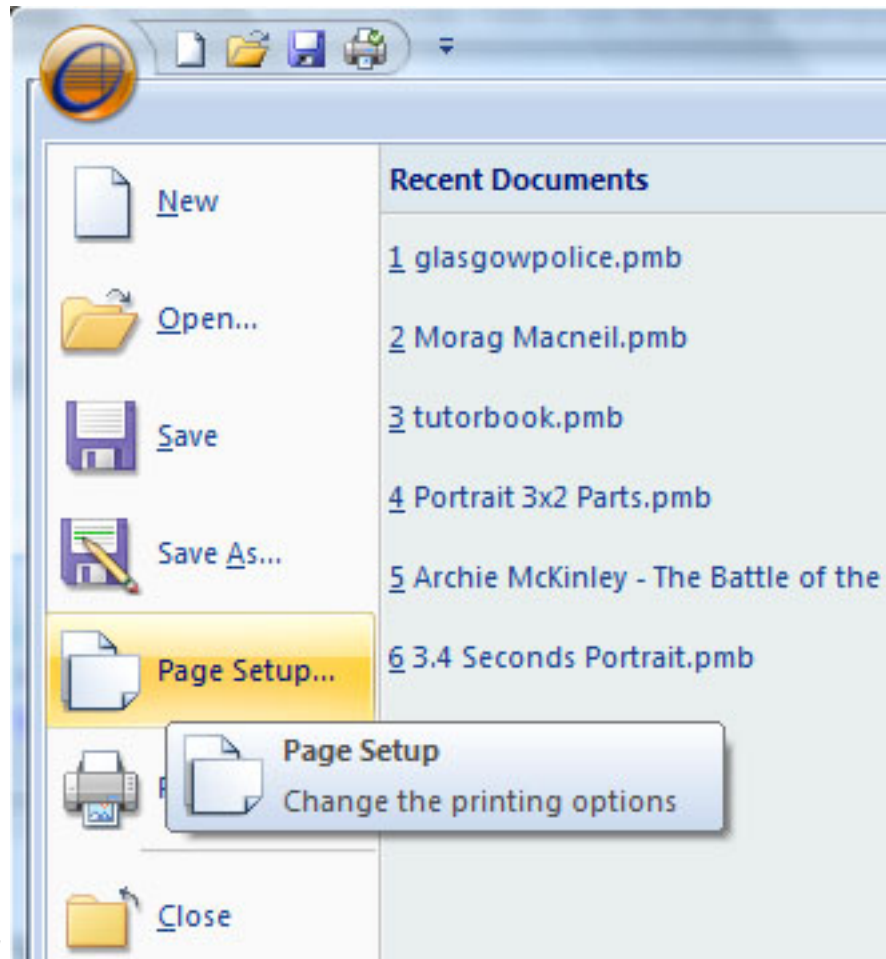 New
Open...
Save
Save As...
Page Setup...
Close
Recent Documents
1 glasgowpolice.pmb
2 Morag Macneil.pmb
3 tutorbook.pmb
4 Portrait 3x2 Parts.pmb
5 Archie McKinley - The Battle of the
6 3.4 Seconds Portrait.pmb
Page Setup
Change the printing options